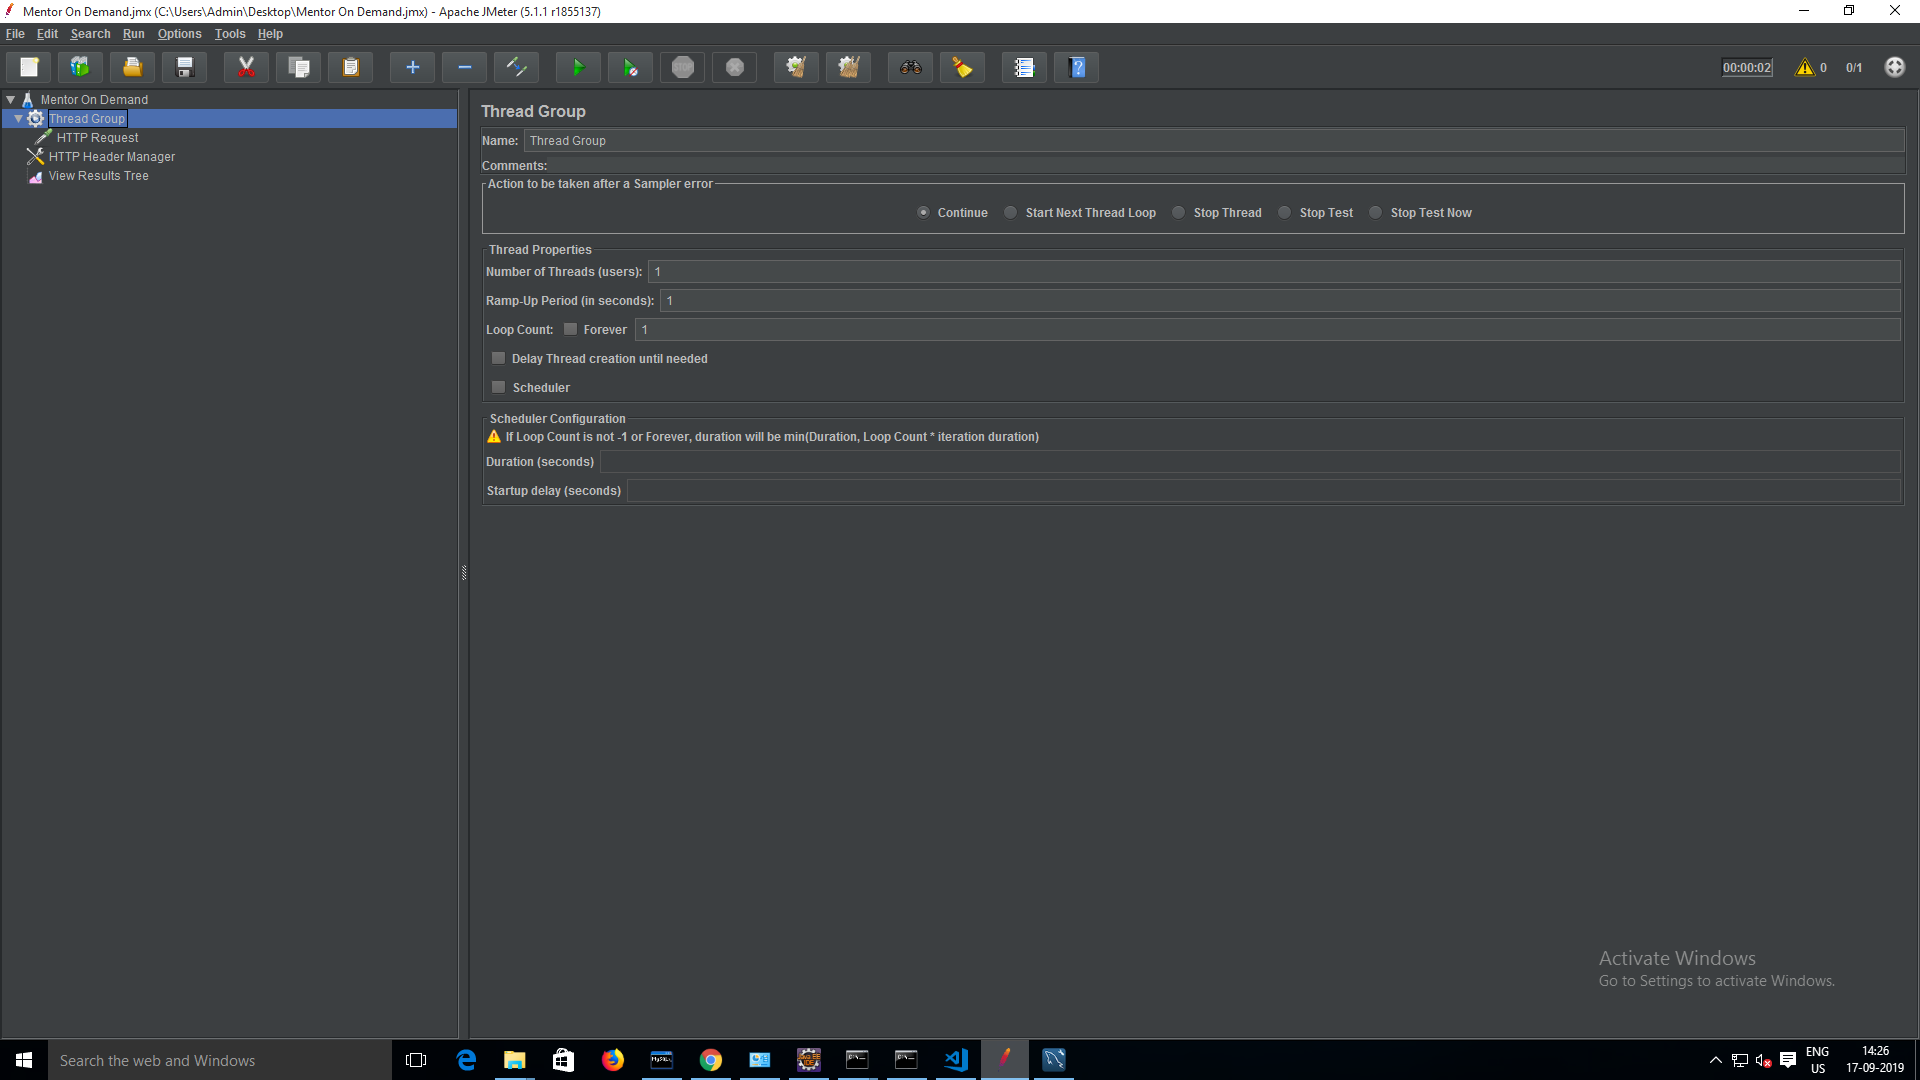 Mentor On Demand.jmx (C:\Users\Admin\Desktop\Mentor On Demand.jmx) - Apache JMeter (5.1.1 r1855137)
File Edit Search Run Options Tools Help
STOP
00:00:02 0 0/1
Mentor On Demand
Thread Group
HTTP Request
HTTP Header Manager
View Results Tree
Thread Group
Name: Thread Group
Comments:
Action to be taken after a Sampler error
Continue Start Next Thread Loop Stop Thread Stop Test Stop Test Now
Thread Properties
Number of Threads (users): 1
Ramp-Up Period (in seconds): 1
Loop Count: Forever 1
Delay Thread creation until needed
Scheduler
Scheduler Configuration
If Loop Count is not -1 or Forever, duration will be min(Duration, Loop Count * iteration duration)
Duration (seconds)
Startup delay (seconds)
Activate Windows
Go to Settings to activate Windows.
Search the web and Windows
ENG
US
14:26
17-09-2019